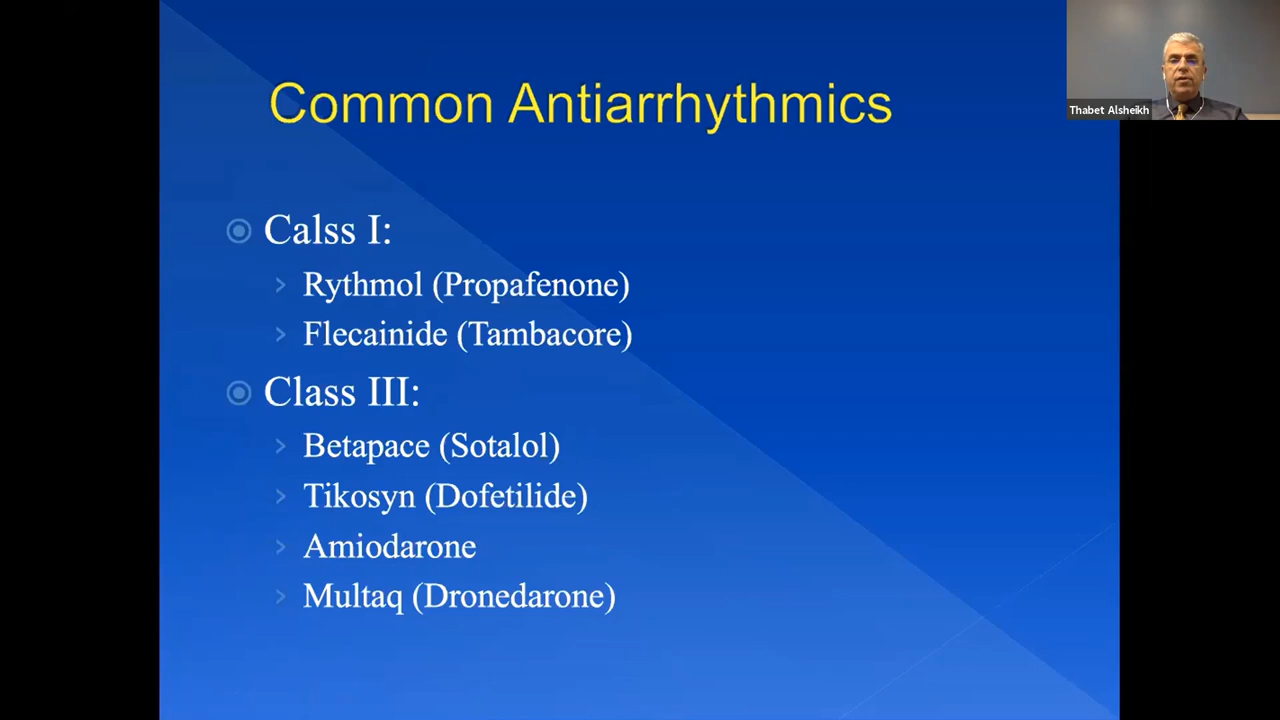 Common Antiarrhythmics
Thabet Alsheikh
Calss I:
Rythmol (Propafenone)
Flecainide (Tambacore)
Class III:
Betapace (Sotalol)
Tikosyn (Dofetilide)
Amiodarone
Multaq (Dronedarone)